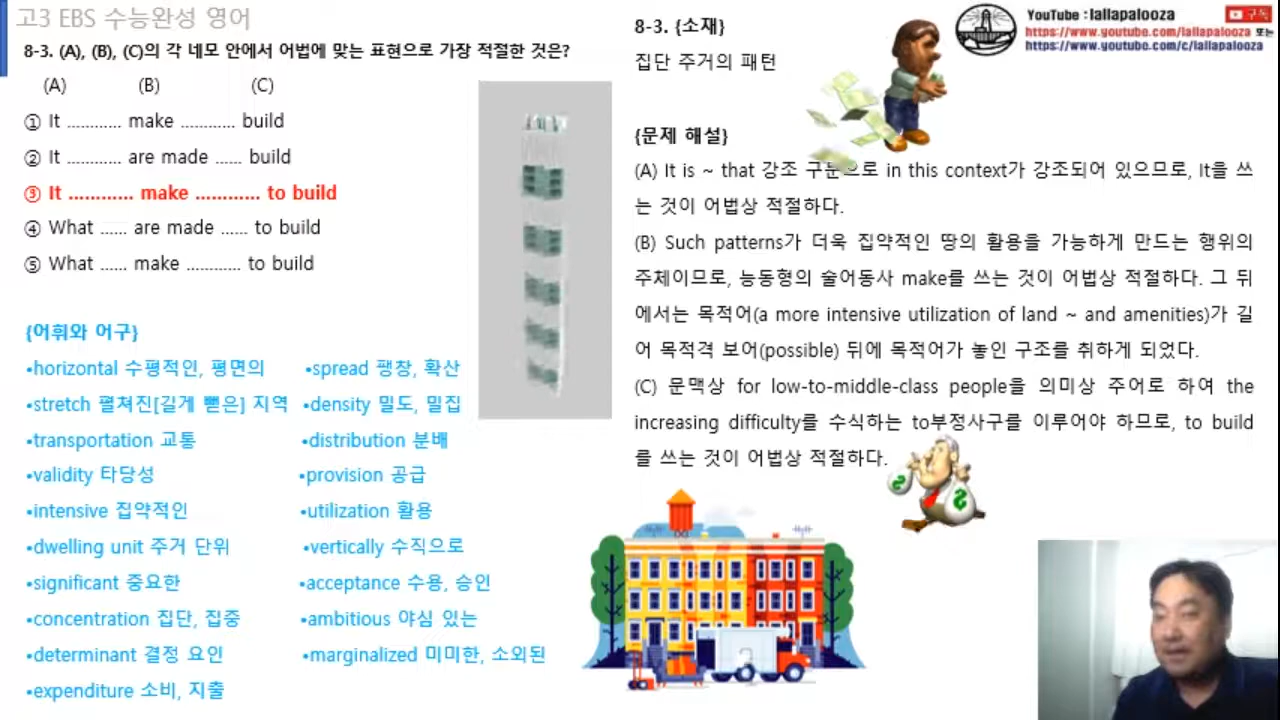 고3 EBS 수능완성 영어
8-3. (A), (B), (C)의 각 네모 안에서 어법에 맞는 표현으로 가장 적절한 것은?
(A) (B) (C)
① It ............ make ............ build
② It ............ are made ...... build
③ It ............ make ............ to build
④ What ...... are made ...... to build
⑤ What ...... make ............ to build
{어휘와 어구}
•horizontal 수평적인, 평면의 •spread 팽창, 확산
•stretch 펼쳐진[길게 뻗은] 지역 •density 밀도, 밀집
•transportation 교통 •distribution 분배
•validity 타당성 •provision 공급
•intensive 집약적인 •utilization 활용
•dwelling unit 주거 단위 •vertically 수직으로
•significant 중요한 •acceptance 수용, 승인
•concentration 집단, 집중 •ambitious 야심 있는
•determinant 결정 요인 •marginalized 미미한, 소외된
•expenditure 소비, 지출
8-3. {소재}
집단 주거의 패턴
{문제 해설}
(A) It is ~ that 강조 구문으로 in this context가 강조되어 있으므로, It을 쓰
는 것이 어법상 적절하다.
(B) Such patterns가 더욱 집약적인 땅의 활용을 가능하게 만드는 행위의
주체이므로, 능동형의 술어동사 make를 쓰는 것이 어법상 적절하다. 그 뒤
에서는 목적어(a more intensive utilization of land ~ and amenities)가 길
어 목적격 보어(possible) 뒤에 목적어가 놓인 구조를 취하게 되었다.
(C) 문맥상 for low-to-middle-class people을 의미상 주어로 하여 the
increasing difficulty를 수식하는 to부정사구를 이루어야 하므로, to build
를 쓰는 것이 어법상 적절하다.
YouTube : lallapalooza 구독
https://www.youtube.com/lallapalooza 또는
https://www.youtube.com/c/lallapalooza